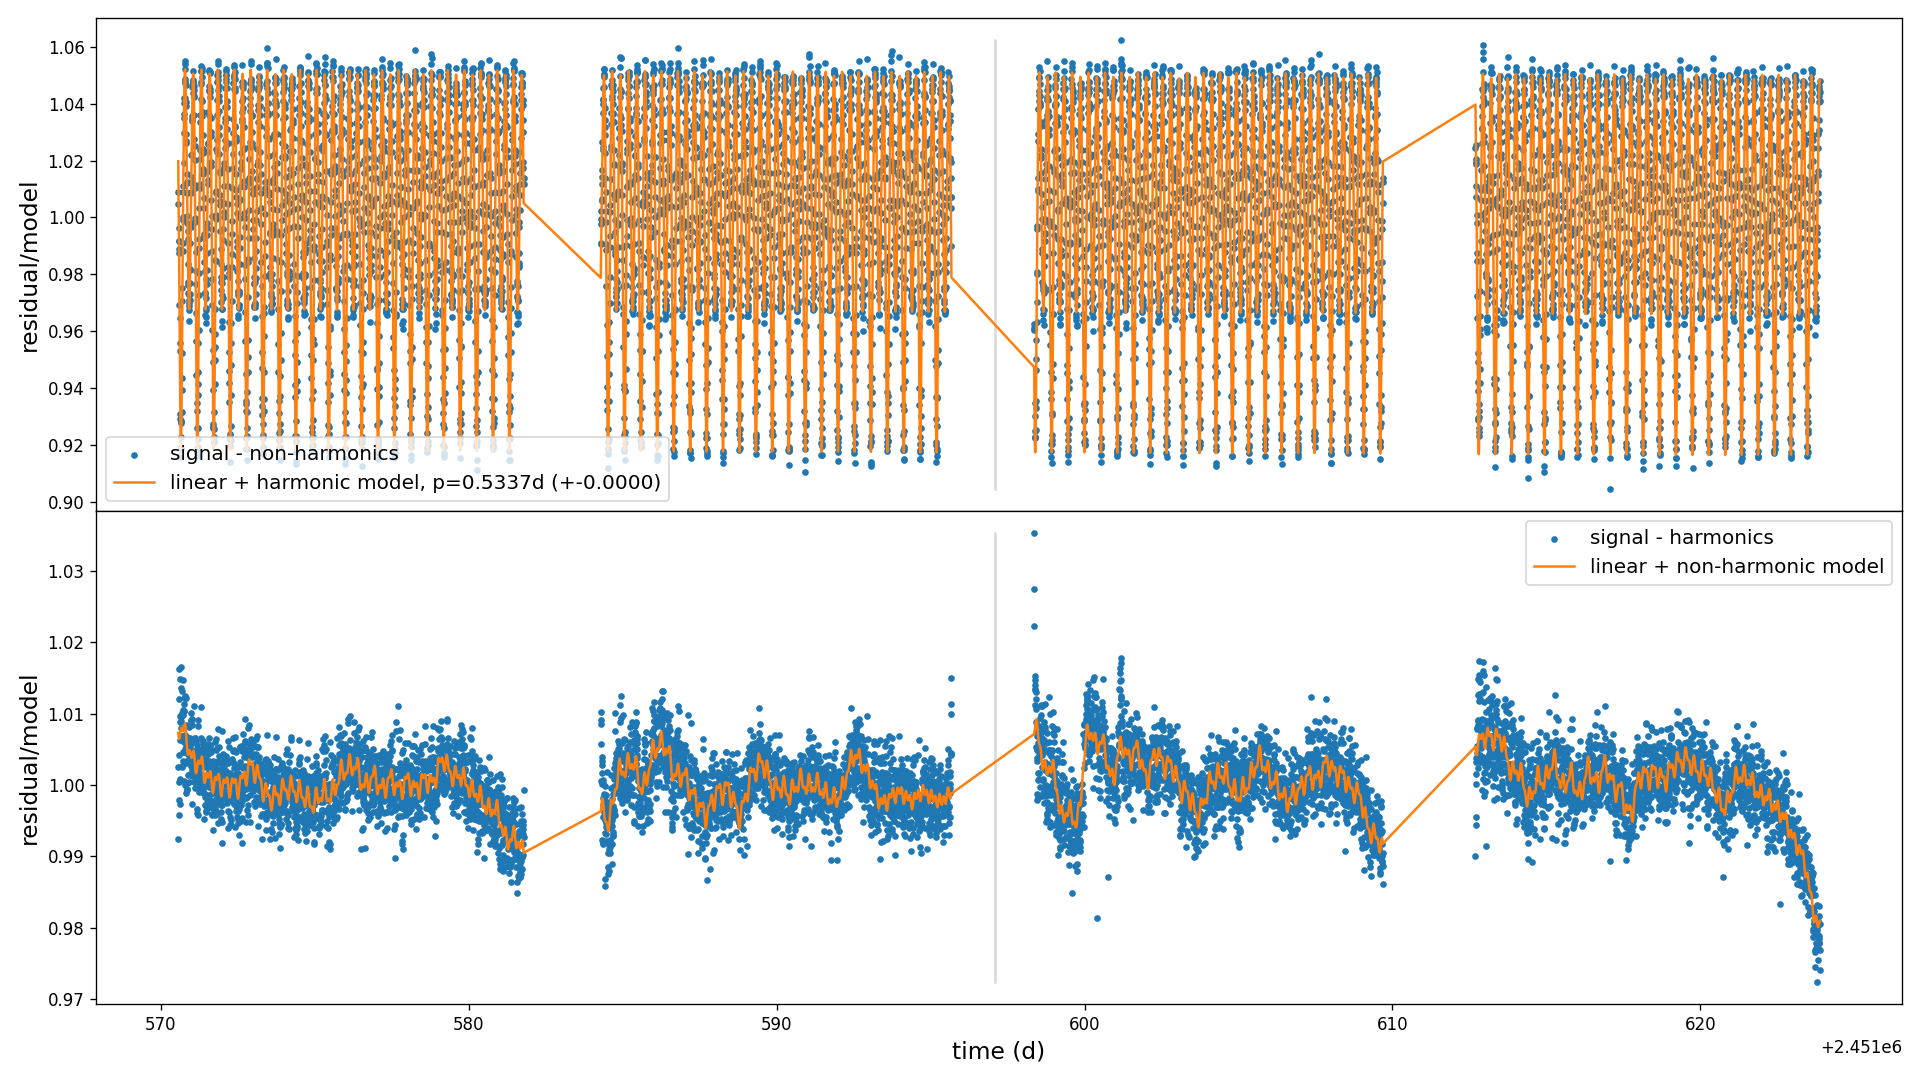 1.06
1.04
1.02
1.00
0.98
0.96
0.94
0.92
0.90
residual/model
signal - non-harmonics
linear + harmonic model, p=0.5337d (+-0.0000)
signal - harmonics
linear + non-harmonic model
1.03
1.02
1.01
1.00
0.99
0.98
0.97
residual/model
570
580
590
600
610
620
time (d)
+2.451e6